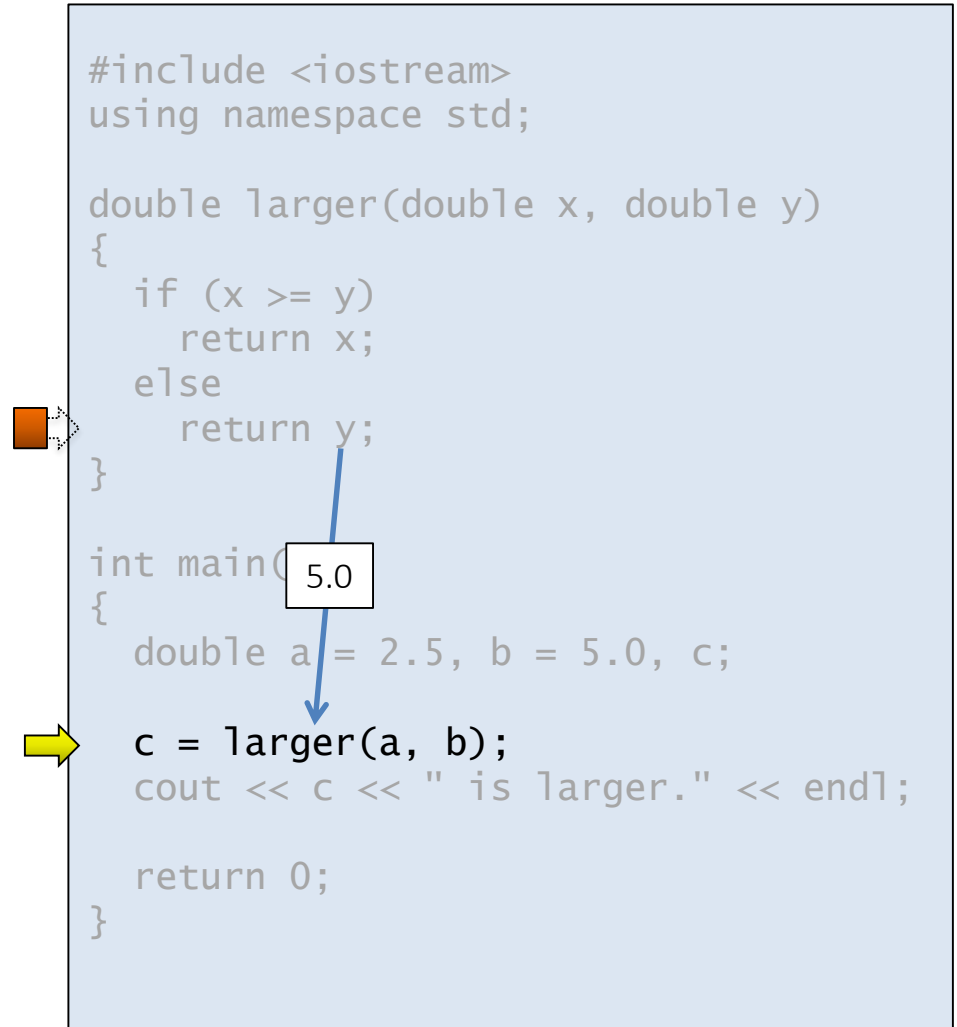 #include <iostream>
using namespace std;
double larger(double x, double y)
{
if (x >= y)
return x;
else
return y;
}
int main(
5.0
{
double a = 2.5, b = 5.0, c;
c = larger(a, b);
cout << c << " is larger." << endl;
return 0;
}